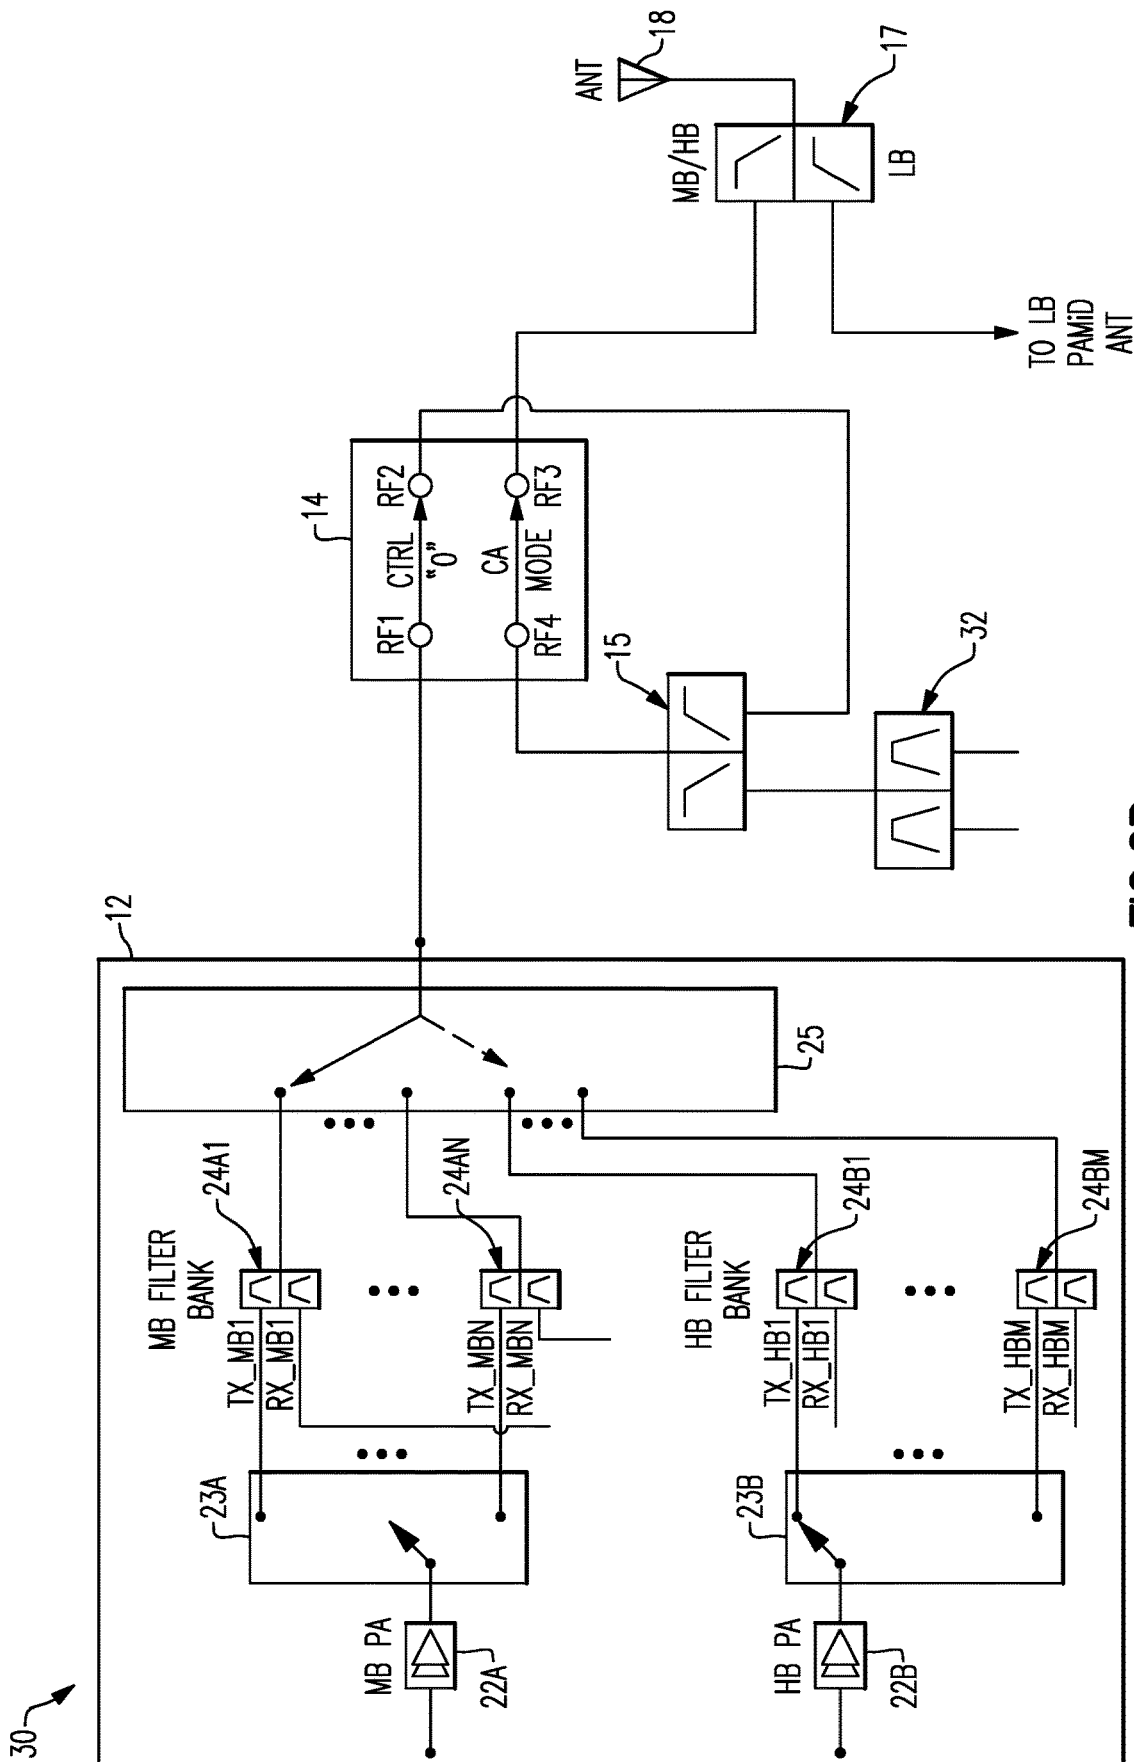 30
12
MB PA
22A
23A
MB FILTER
BANK
TX_MB1
RX_MB1
24A1
TX_MBN
RX_MBN
24AN
HB PA
22B
23B
HB FILTER
BANK
TX_HB1
RX_HB1
24B1
TX_HBM
RX_HBM
24BM
25
14
RF1
CTRL
"0"
RF2
RF4
CA
MODE
RF3
15
32
MB/HB
LB
17
ANT
18
TO LB
PAMiD
ANT